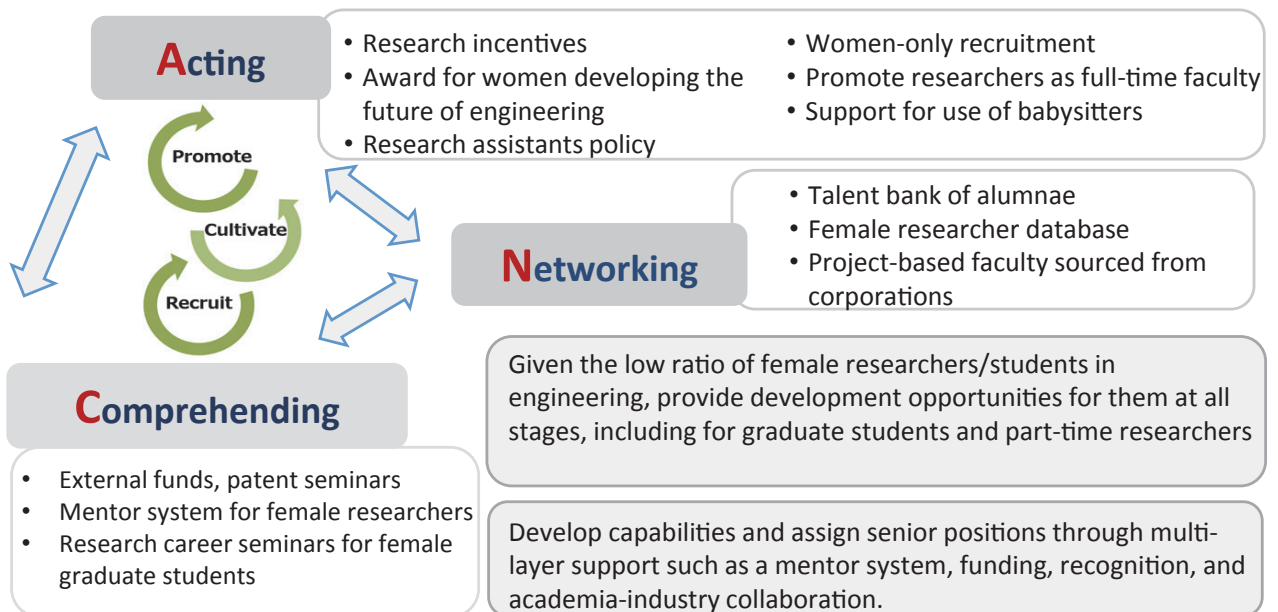 Acting
• Research incentives
• Award for women developing the
future of engineering
• Research assistants policy
• Women-only recruitment
• Promote researchers as full-time faculty
• Support for use of babysitters
Promote
Cultivate
Recruit
Networking
• Talent bank of alumnae
• Female researcher database
• Project-based faculty sourced from
corporations
Comprehending
• External funds, patent seminars
• Mentor system for female researchers
• Research career seminars for female
graduate students
Given the low ratio of female researchers/students in
engineering, provide development opportunities for them at all
stages, including for graduate students and part-time researchers
Develop capabilities and assign senior positions through multi-
layer support such as a mentor system, funding, recognition, and
academia-industry collaboration.